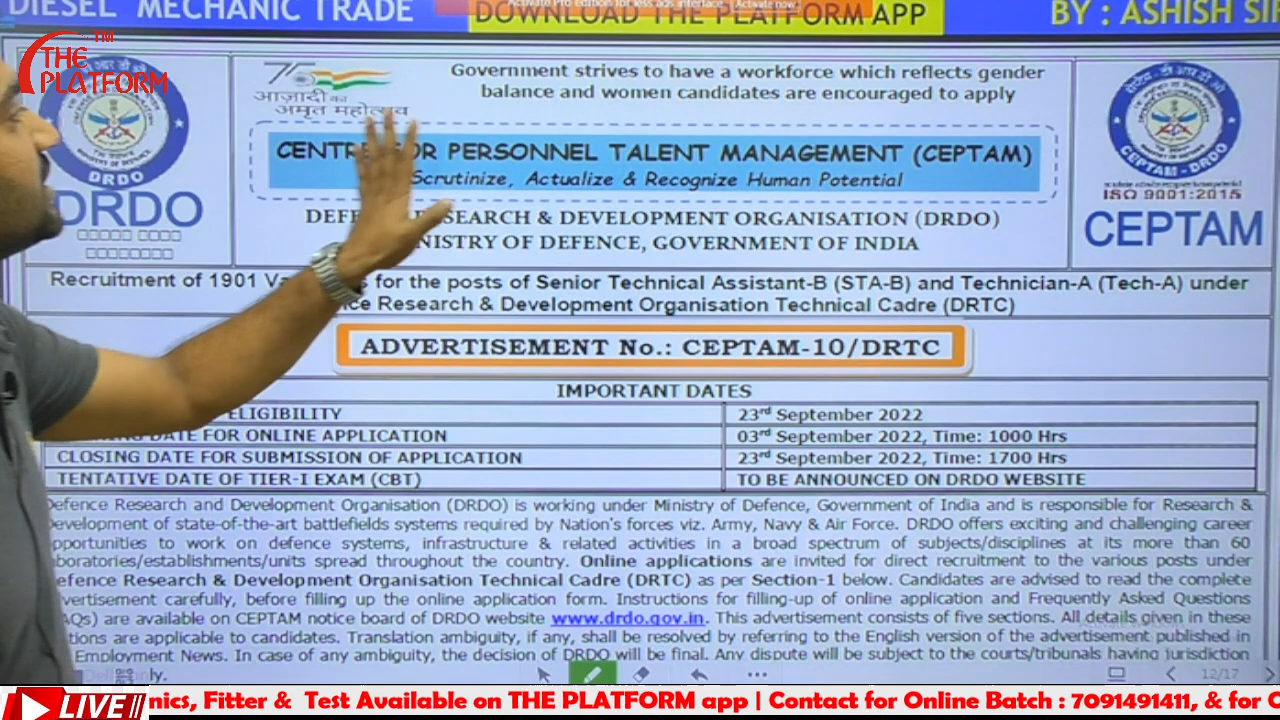 DIESEL MECHANIC TRADE
DOWNLOAD THE PLATFORM APP
BY : ASHISH
TM
THE
PLATFORM
DRDO
DRDO
आज़ादी का
अमृत महोत्सव
Government strives to have a workforce which reflects gender
balance and women candidates are encouraged to apply
CENTRE FOR PERSONNEL TALENT MANAGEMENT (CEPTAM)
Scrutinize, Actualize & Recognize Human Potential
RESEARCH & DEVELOPMENT ORGANISATION (DRDO)
MINISTRY OF DEFENCE, GOVERNMENT OF INDIA
CEPTAM-DRDO
ISO 9001:2015
CEPTAM
Recruitment of 1901 for the posts of Senior Technical Assistant-B (STA-B) and Technician-A (Tech-A) under
Research & Development Organisation Technical Cadre (DRTC)
ADVERTISEMENT No.: CEPTAM-10/DRTC
IMPORTANT DATES
ELIGIBILITY 23rd September 2022
DATE FOR ONLINE APPLICATION 03rd September 2022, Time: 1000 Hrs
CLOSING DATE FOR SUBMISSION OF APPLICATION 23rd September 2022, Time: 1700 Hrs
TENTATIVE DATE OF TIER-I EXAM (CBT) TO BE ANNOUNCED ON DRDO WEBSITE
Defence Research and Development Organisation (DRDO) is working under Ministry of Defence, Government of India and is responsible for Research &
Development of state-of-the-art battlefields systems required by Nation's forces viz. Army, Navy & Air Force. DRDO offers exciting and challenging career
opportunities to work on defence systems, infrastructure & related activities in a broad spectrum of subjects/disciplines at its more than 60
laboratories/establishments/units spread throughout the country. Online applications are invited for direct recruitment to the various posts under
Defence Research & Development Organisation Technical Cadre (DRTC) as per Section-1 below. Candidates are advised to read the complete
advertisement carefully, before filling up the online application form. Instructions for filling-up of online application and Frequently Asked Questions
(FAQs) are available on CEPTAM notice board of DRDO website www.drdo.gov.in. This advertisement consists of five sections. All details given in these
sections are applicable to candidates. Translation ambiguity, if any, shall be resolved by referring to the English version of the advertisement published in
Employment News. In case of any ambiguity, the decision of DRDO will be final. Any dispute will be subject to the courts/tribunals having jurisdiction
12/17
LIVE
nics, Fitter & Test Available on THE PLATFORM app | Contact for Online Batch : 7091491411, & for